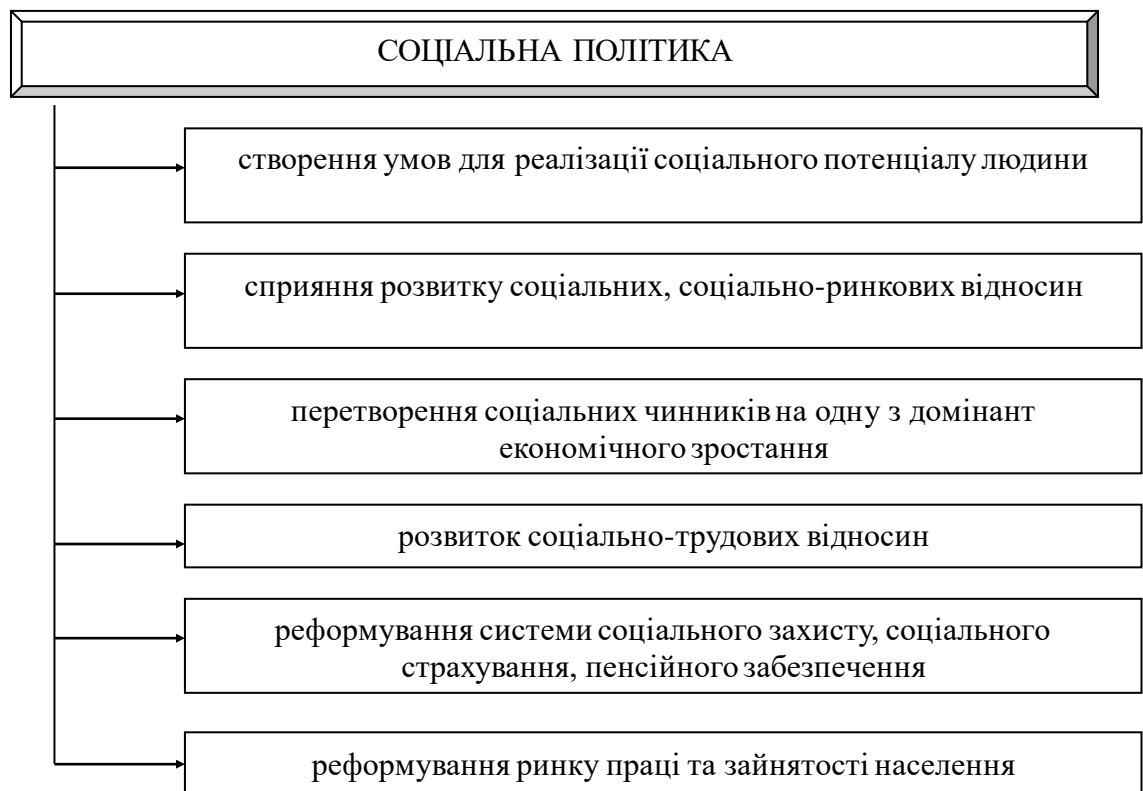 СОЦІАЛЬНА ПОЛІТИКА
створення умов для реалізації соціального потенціалу людини
сприяння розвитку соціальних, соціально-ринкових відносин
перетворення соціальних чинників на одну з домінант
економічного зростання
розвиток соціально-трудових відносин
реформування системи соціального захисту, соціального
страхування, пенсійного забезпечення
реформування ринку праці та зайнятості населення